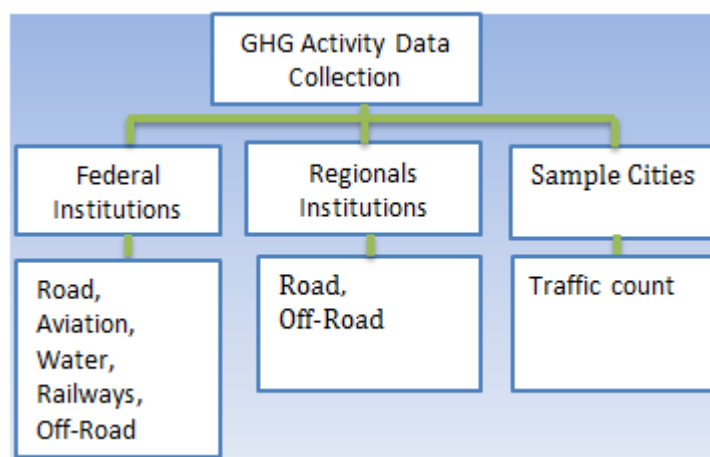 GHG Activity Data
Collection
Federal
Institutions
Regionals
Institutions
Sample Cities
Road,
Aviation,
Water,
Railways,
Off-Road
Road,
Off-Road
Traffic count